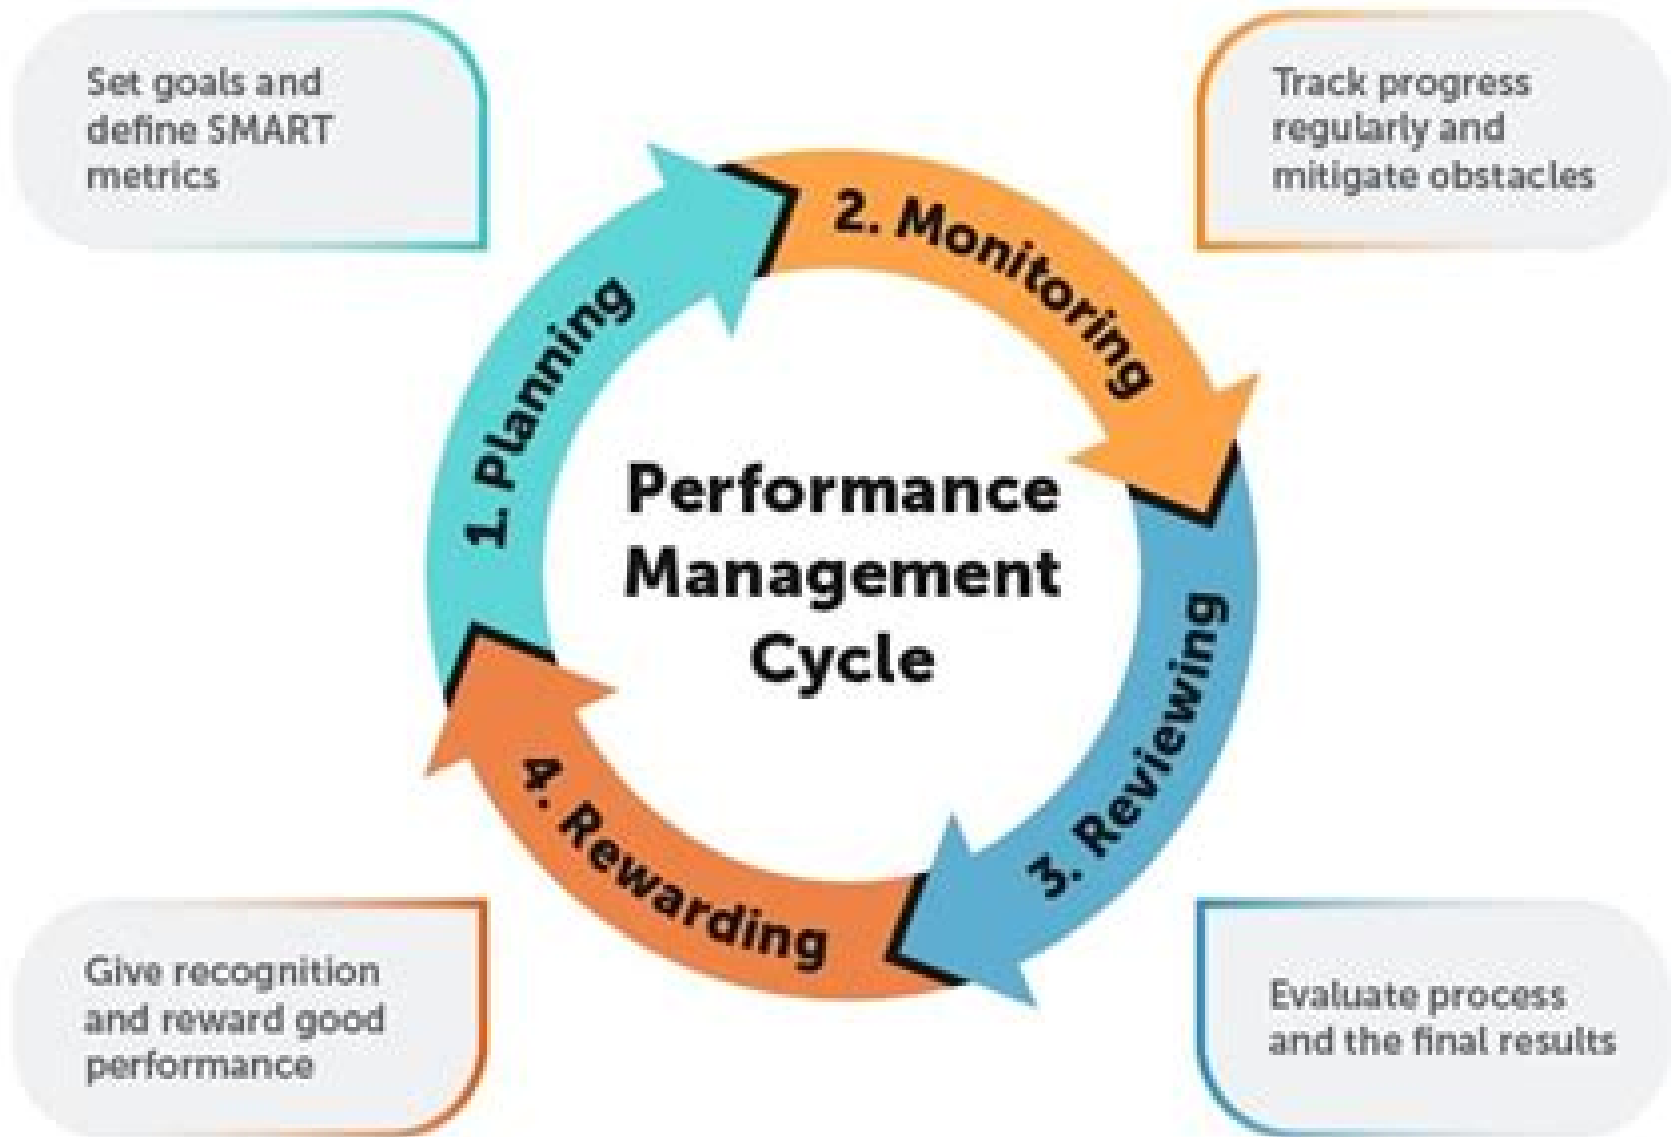 Set goals and
define SMART
metrics
Track progress
regularly and
mitigate obstacles
1. Planning
2. Monitoring
Performance
Management
Cycle
3. Reviewing
4. Rewarding
Give recognition
and reward good
performance
Evaluate process
and the final results